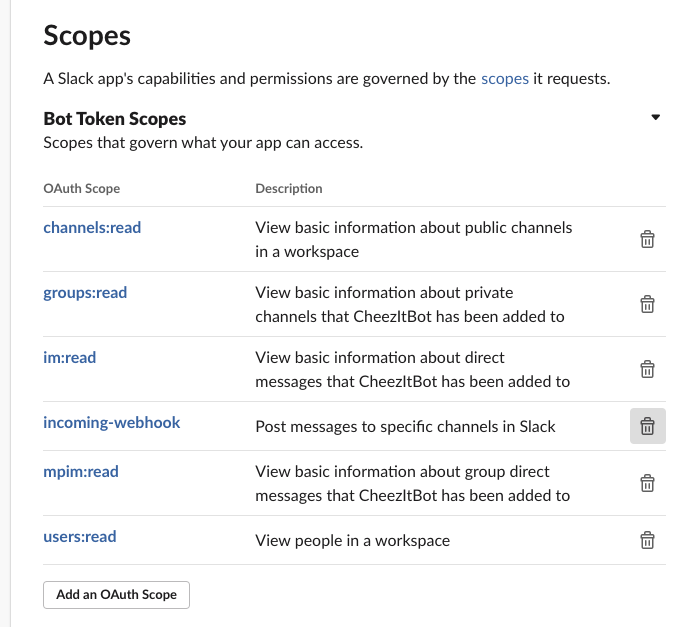 Scopes
A Slack app's capabilities and permissions are governed by the scopes it requests.
Bot Token Scopes
Scopes that govern what your app can access.
OAuth Scope Description
channels:read View basic information about public channels
in a workspace
groups:read View basic information about private
channels that CheezItBot has been added to
im:read View basic information about direct
messages that CheezItBot has been added to
incoming-webhook Post messages to specific channels in Slack
mpim:read View basic information about group direct
messages that CheezItBot has been added to
users:read View people in a workspace
Add an OAuth Scope